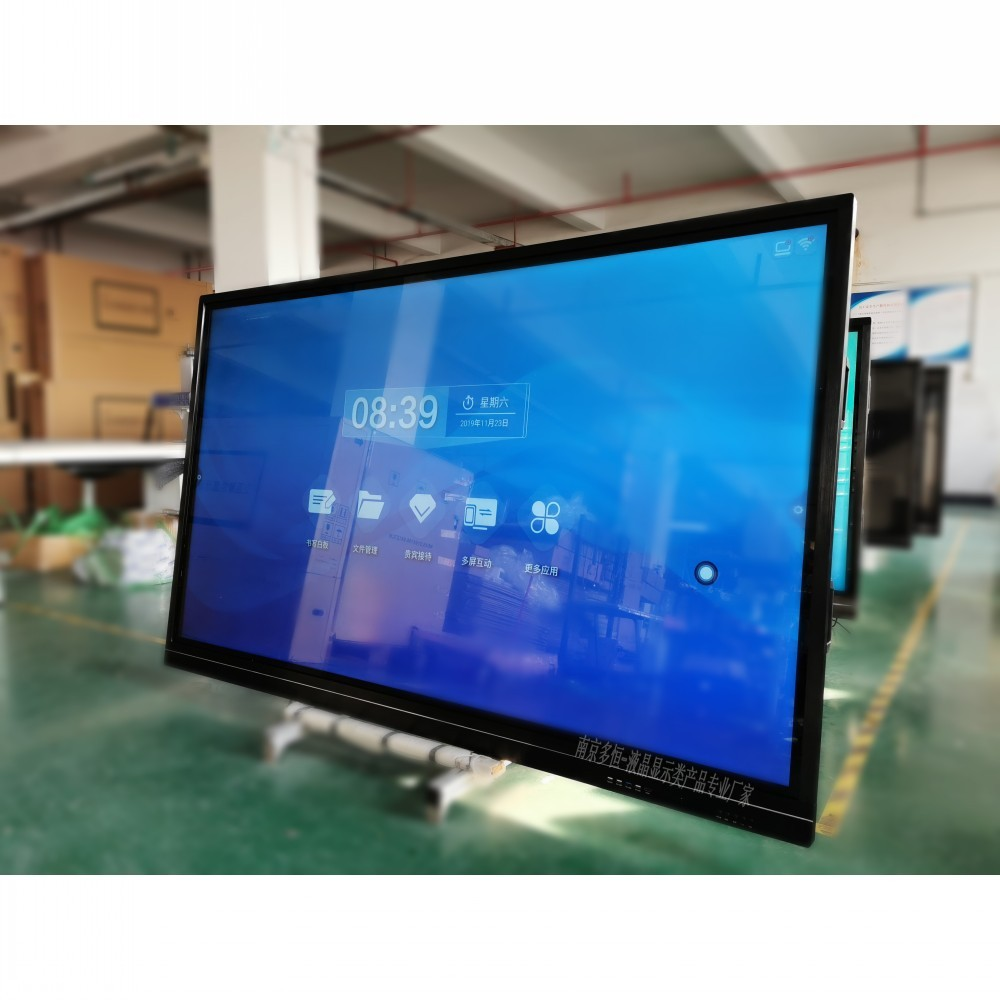 08:39
星期六
2019年11月23日
书写白板
文件管理
贵宾接待
多屏互动
更多应用
南京多恒-液晶显示类产品专业厂家